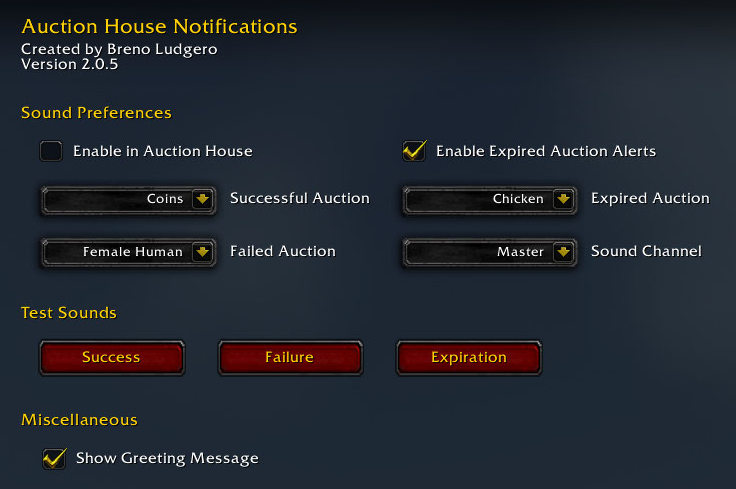 Auction House Notifications
Created by Breno Ludgero
Version 2.0.5
Sound Preferences
Enable in Auction House
Enable Expired Auction Alerts
Coins Successful Auction
Chicken Expired Auction
Female Human Failed Auction
Master Sound Channel
Test Sounds
Success
Failure
Expiration
Miscellaneous
Show Greeting Message